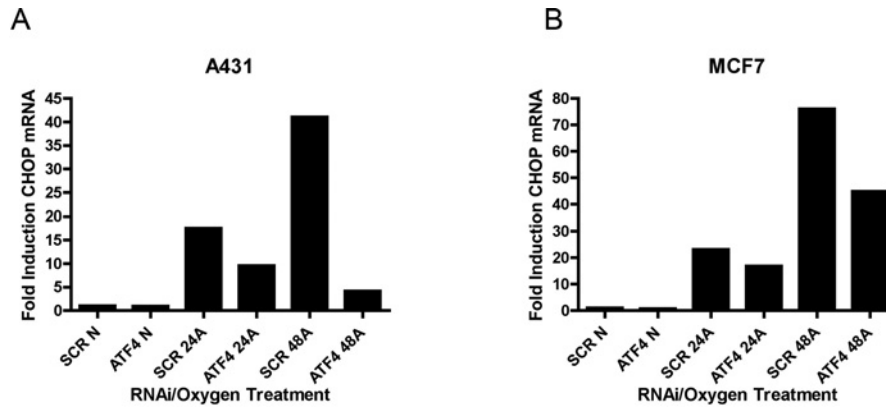 A
A431
Fold Induction CHOP mRNA
45
40
35
30
25
20
15
10
5
0
SCR N
ATF4 N
SCR 24A
ATF4 24A
SCR 48A
ATF4 48A
RNAi/Oxygen Treatment
B
MCF7
Fold Induction CHOP mRNA
80
70
60
50
40
30
20
10
0
SCR N
ATF4 N
SCR 24A
ATF4 24A
SCR 48A
ATF4 48A
RNAi/Oxygen Treatment